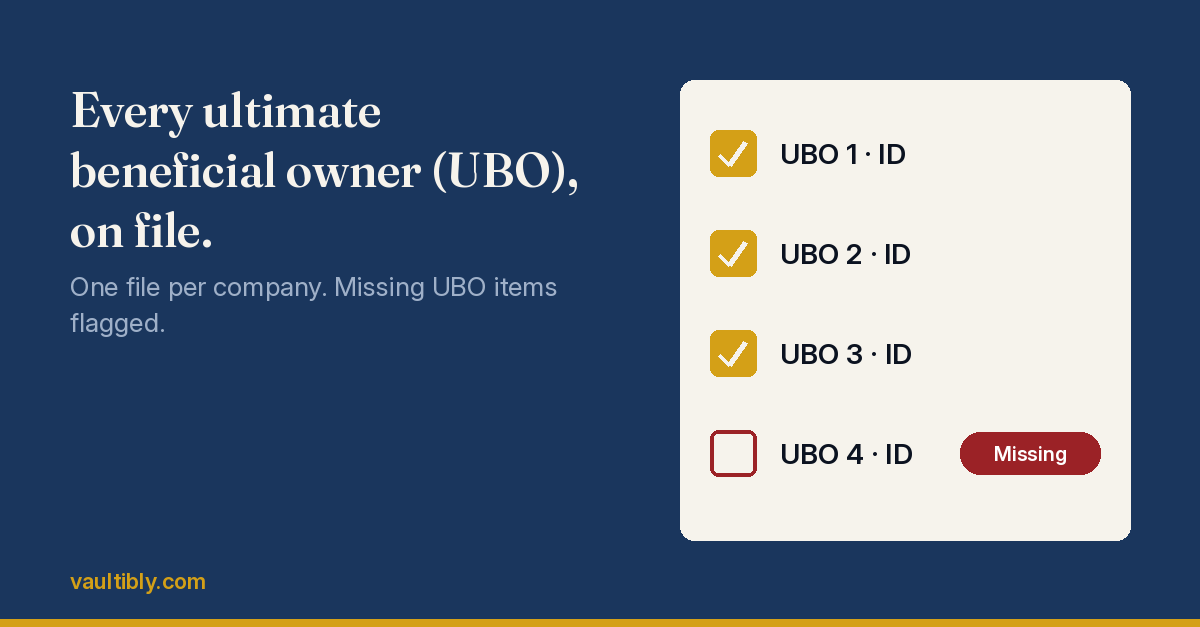 Every ultimate
beneficial owner (UBO),
on file.
One file per company. Missing UBO items
flagged.
UBO 1 · ID
UBO 2 · ID
UBO 3 · ID
UBO 4 · ID
Missing
vaultibly.com